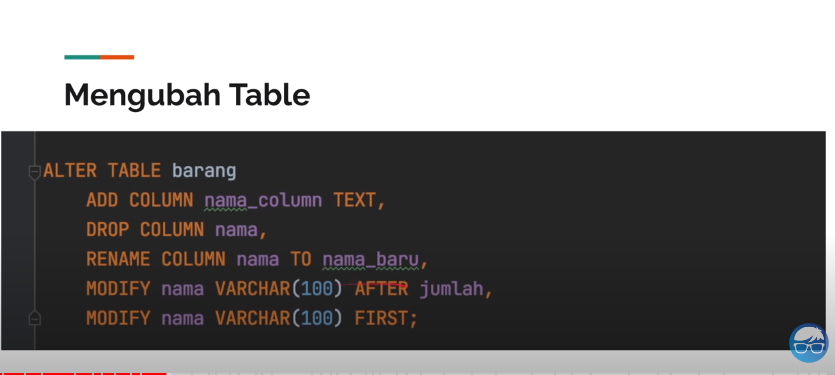 Mengubah Table
ALTER TABLE barang
ADD COLUMN nama_column TEXT,
DROP COLUMN nama,
RENAME COLUMN nama TO nama_baru,
MODIFY nama VARCHAR(100) AFTER jumlah,
MODIFY nama VARCHAR(100) FIRST;